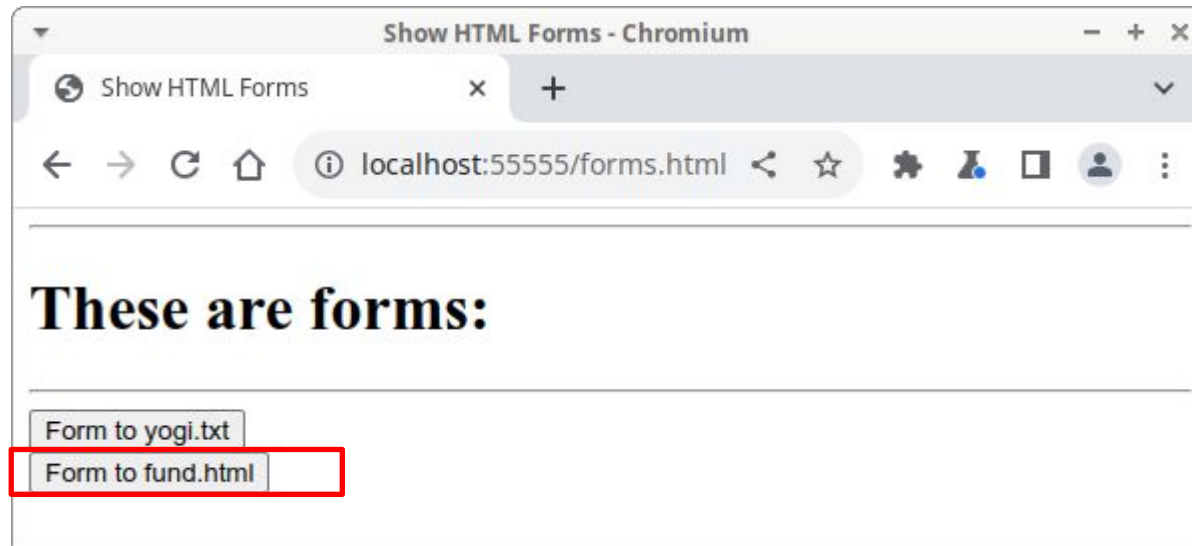 Show HTML Forms - Chromium
Show HTML Forms
localhost:55555/forms.html
These are forms:
Form to yogi.txt
Form to fund.html